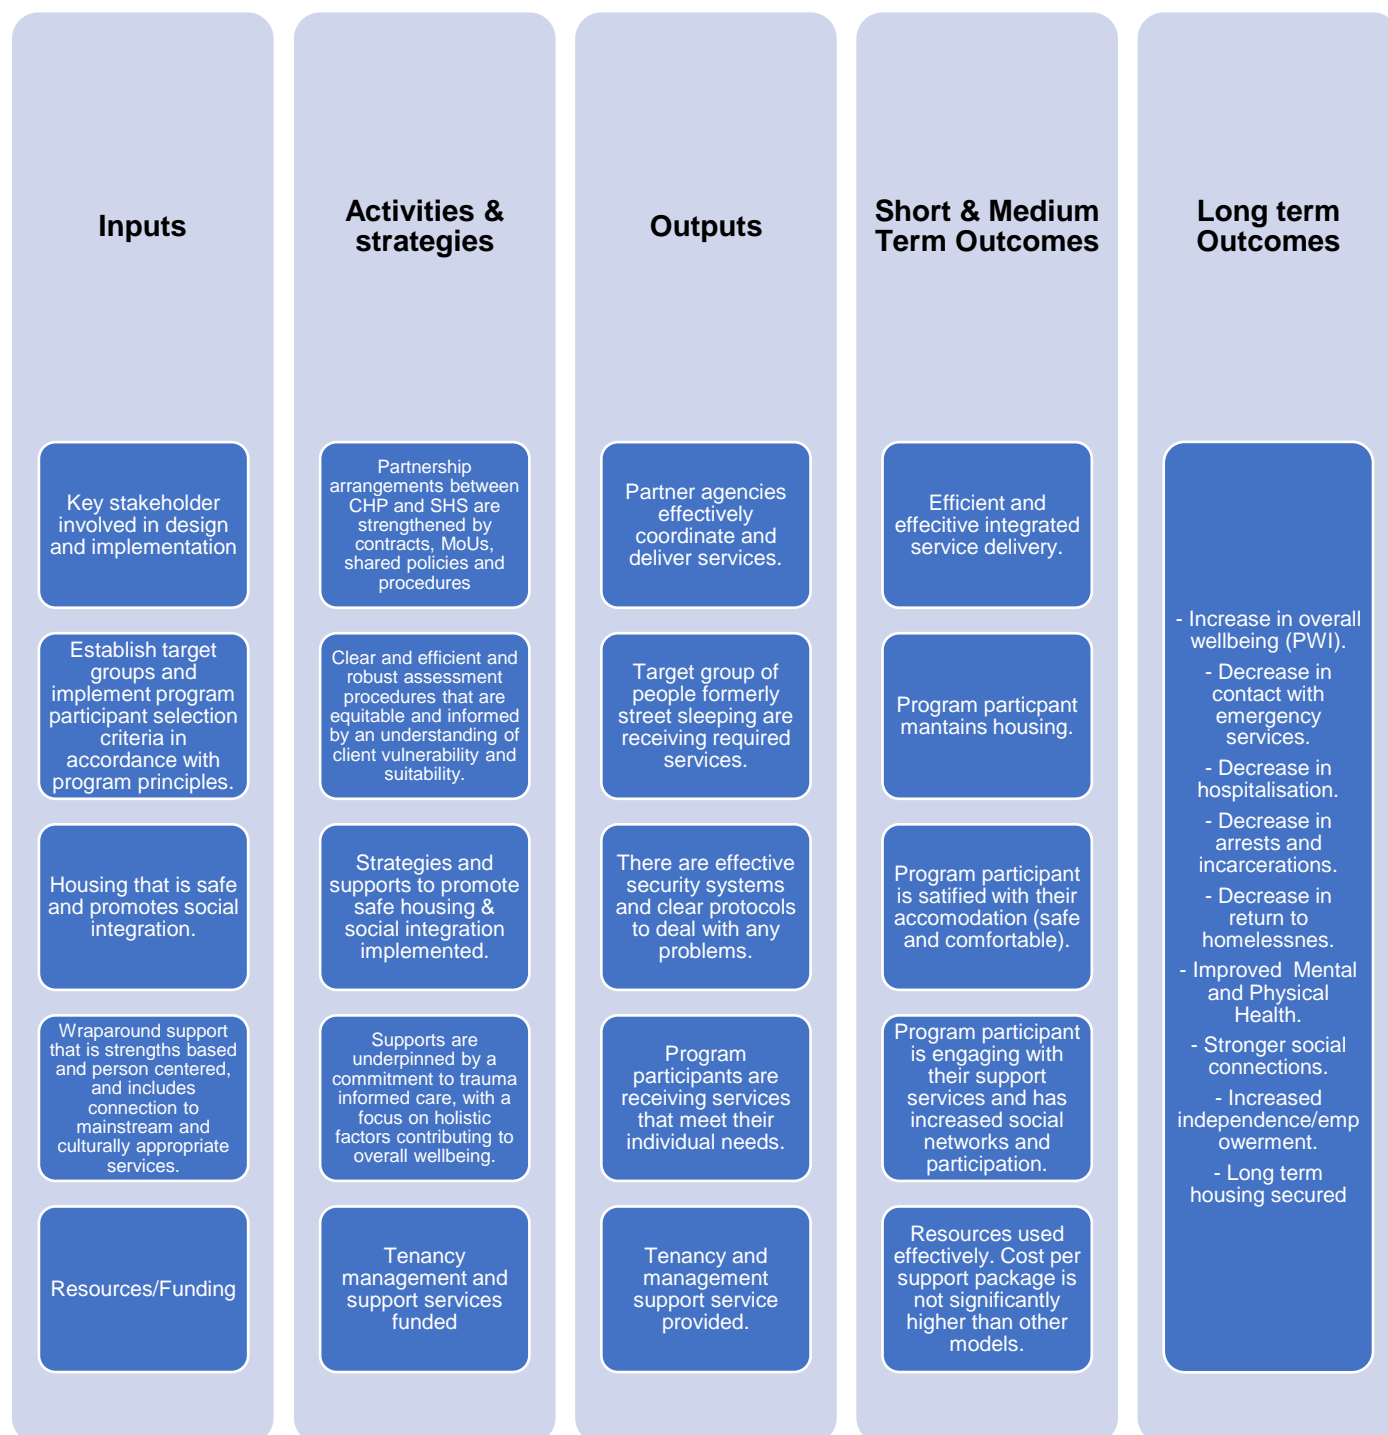 Inputs
Key stakeholder
involved in design
and implementation
Establish target
groups and
implement program
participant selection
criteria in
accordance with
program principles.
Housing that is safe
and promotes social
integration.
Wraparound support
that is strengths based
and person centered,
and includes
connection to
mainstream and
culturally appropriate
services.
Resources/Funding
Activities &
strategies
Partnership
arrangements between
CHP and SHS are
strengthened by
contracts, MoUs,
shared policies and
procedures
Clear and efficient and
robust assessment
procedures that are
equitable and informed
by an understanding of
client vulnerability and
suitability.
Strategies and
supports to promote
safe housing &
social integration
implemented.
Supports are
underpinned by a
commitment to trauma
informed care, with a
focus on holistic
factors contributing to
overall wellbeing.
Tenancy
management and
support services
funded
Outputs
Partner agencies
effectively
coordinate and
deliver services.
Target group of
people formerly
street sleeping are
receiving required
services.
There are effective
security systems
and clear protocols
to deal with any
problems.
Program
participants are
receiving services
that meet their
individual needs.
Tenancy and
management
support service
provided.
Short & Medium
Term Outcomes
Efficient and
effecitive integrated
service delivery.
Program particpant
mantains housing.
Program participant
is satified with their
accomodation (safe
and comfortable).
Program participant
is engaging with
their support
services and has
increased social
networks and
participation.
Resources used
effectively. Cost per
support package is
not significantly
higher than other
models.
Long term
Outcomes
- Increase in overall
wellbeing (PWI).
- Decrease in
contact with
emergency
services.
- Decrease in
hospitalisation.
- Decrease in
arrests and
incarcerations.
- Decrease in
return to
homelessnes.
- Improved  Mental
and Physical
Health.
- Stronger social
connections.
- Increased
independence/emp
owerment.
- Long term
housing secured